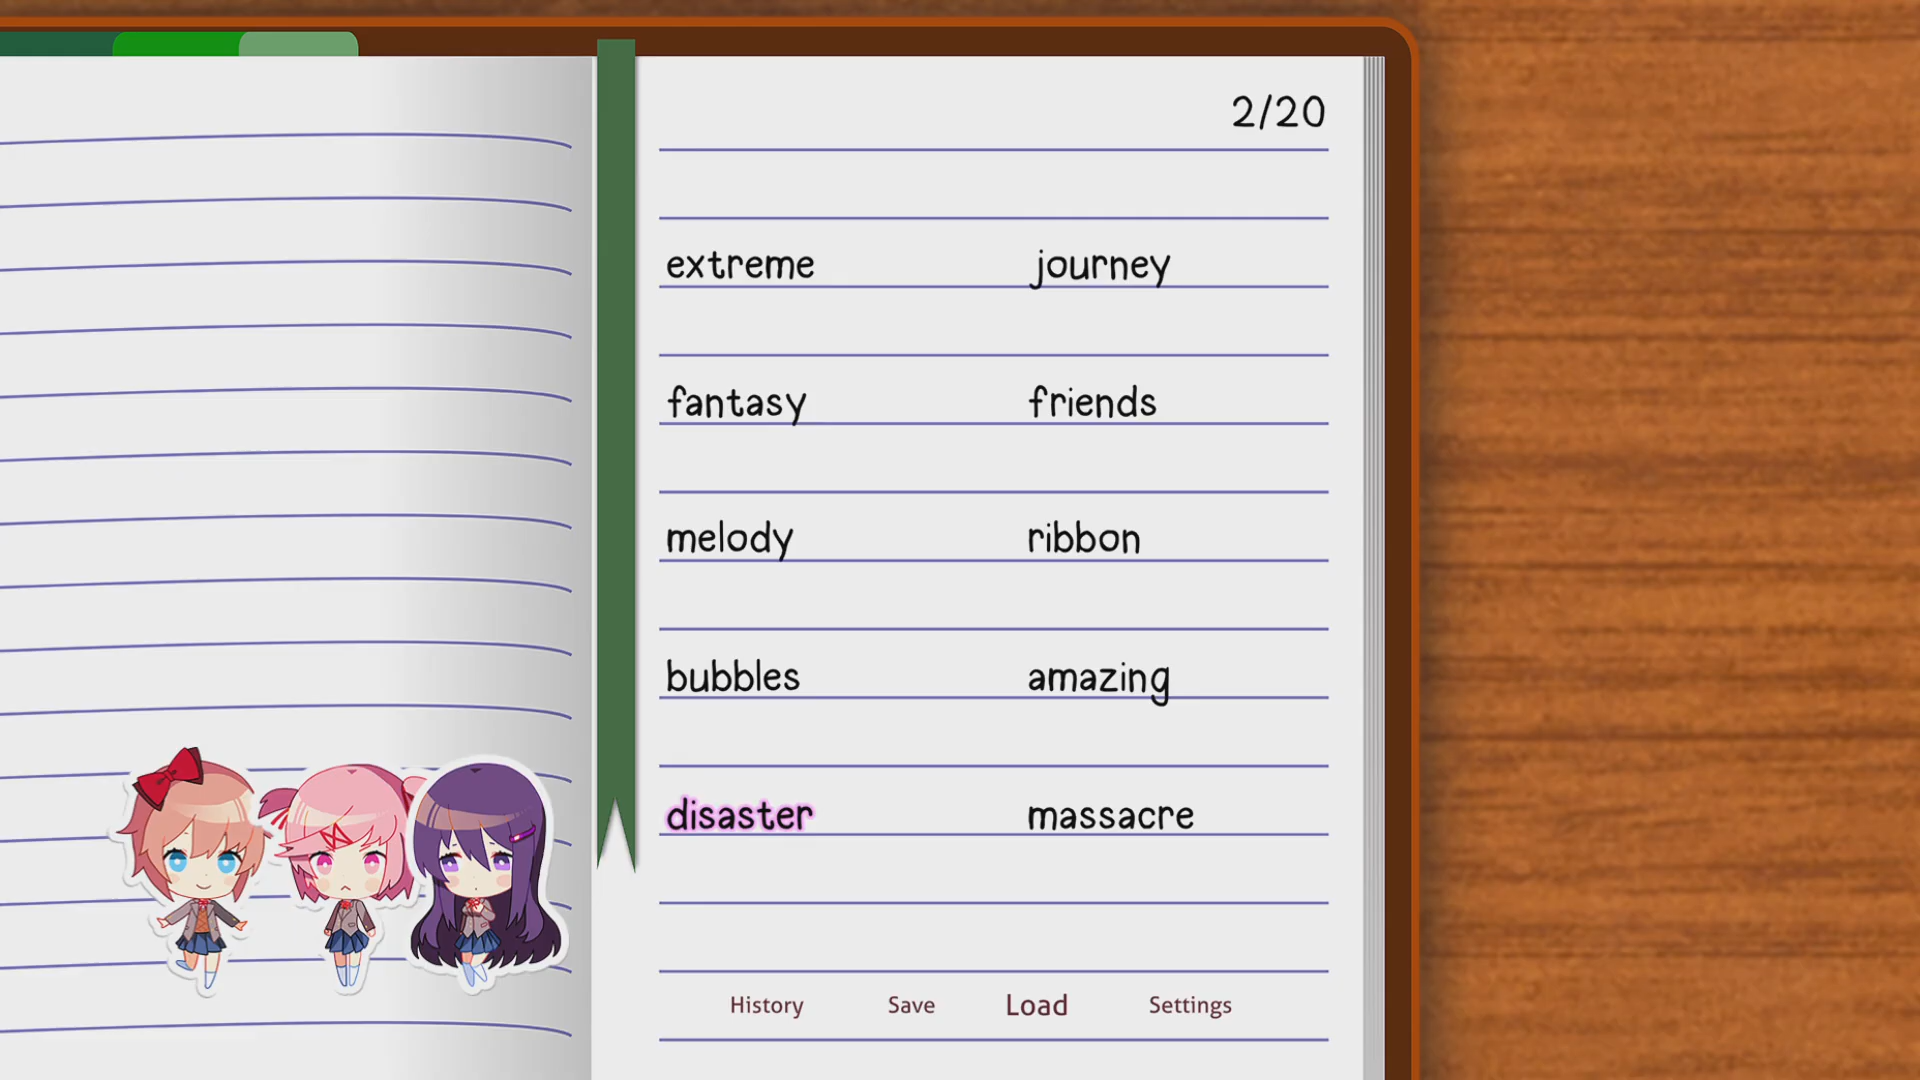 2/20
extreme journey
fantasy friends
melody ribbon
bubbles amazing
disaster massacre
History Save Load Settings